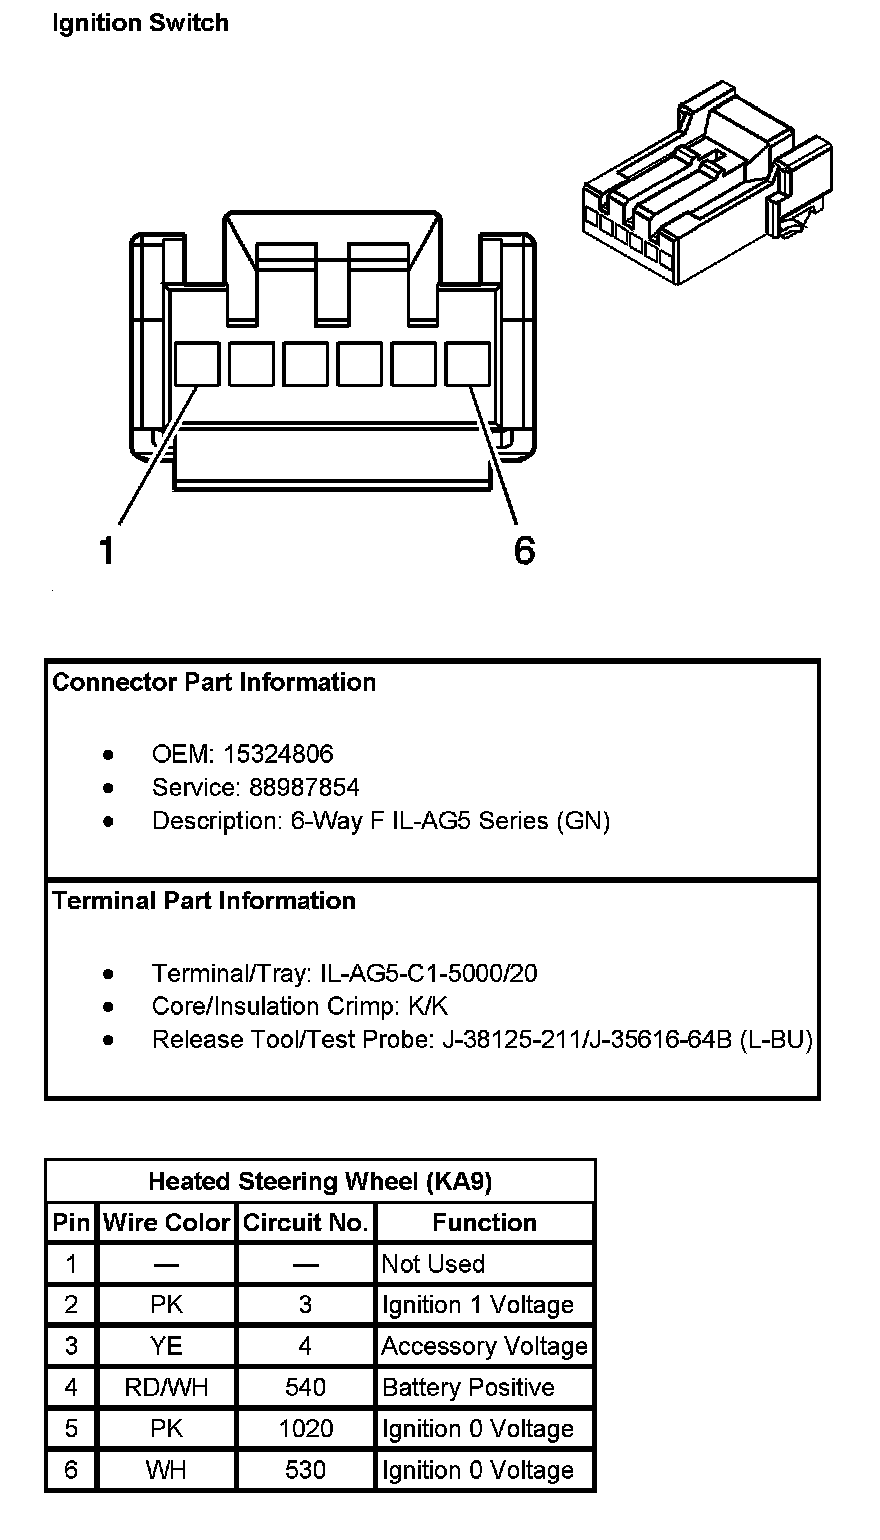 Ignition Switch
1
6
Connector Part Information
• OEM: 15324806
• Service: 88987854
• Description: 6-Way F IL-AG5 Series (GN)
Terminal Part Information
• Terminal/Tray: IL-AG5-C1-5000/20
• Core/Insulation Crimp: K/K
• Release Tool/Test Probe: J-38125-211/J-35616-64B (L-BU)
Heated Steering Wheel (KA9)
Pin Wire Color Circuit No. Function
1 — — Not Used
2 PK 3 Ignition 1 Voltage
3 YE 4 Accessory Voltage
4 RD/WH 540 Battery Positive
5 PK 1020 Ignition 0 Voltage
6 WH 530 Ignition 0 Voltage